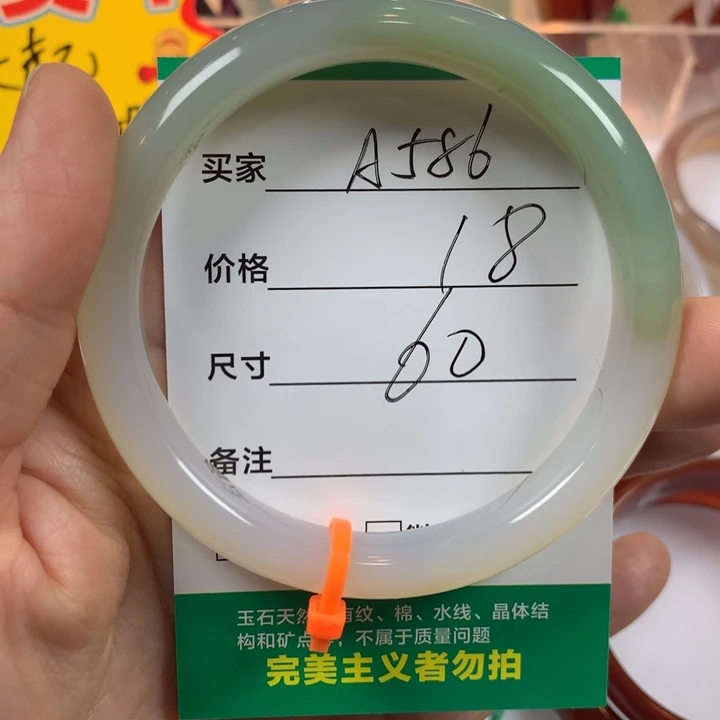 买家 A586
价格 18
尺寸 60
备注
玉石天然 有纹、棉、水线、晶体结
构和矿点 ，不属于质量问题
完美主义者勿拍